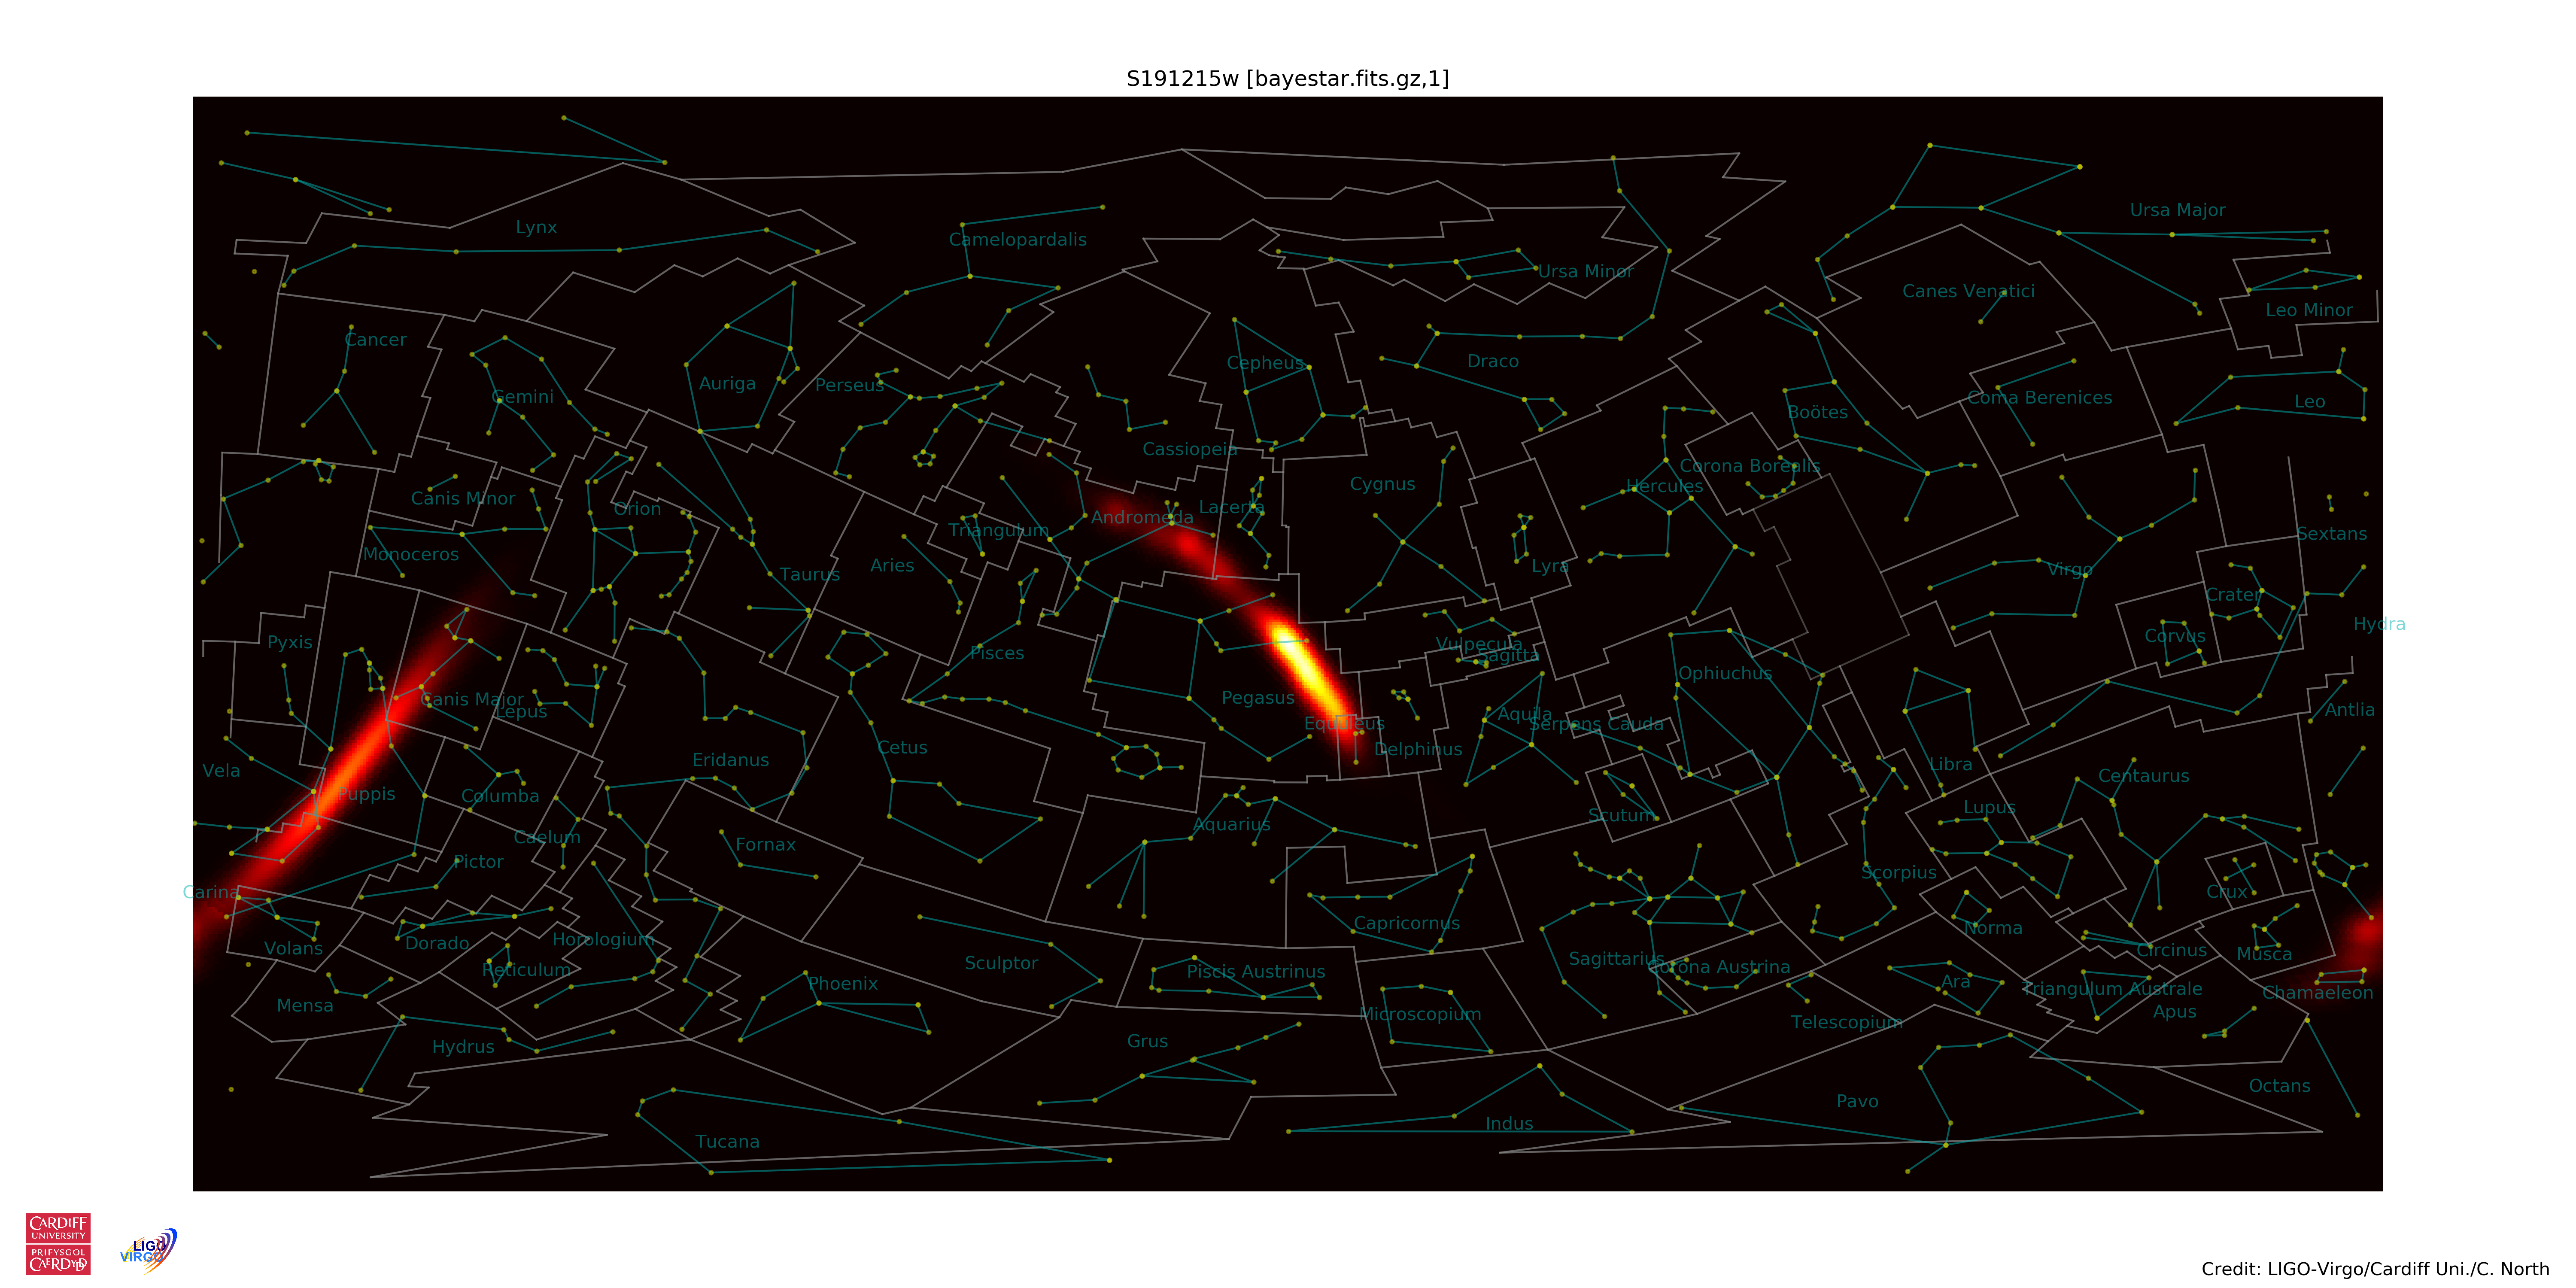 S191215w [bayestar.fits.gz,1]
Ursa Major
Lynx
Camelopardalis
Ursa Minor
Canes Venatici
Leo Minor
Cancer
Cepheus
Draco
Gemini
Auriga
Perseus
Coma Berenices
Leo
Boötes
Cassiopeia
Corona Borealis
Cygnus
Hercules
Canis Minor
Orion
Lacerta
Andromeda
Triangulum
Sextans
Monoceros
Aries
Lyra
Taurus
Virgo
Crater
Hydra
Corvus
Pyxis
Vulpecula
Sagitta
Pisces
Ophiuchus
Canis Major
Pegasus
Lepus
Aquila
Antlia
Equuleus
Serpens Cauda
Cetus
Delphinus
Eridanus
Libra
Vela
Centaurus
Puppis
Columba
Lupus
Scutum
Aquarius
Caelum
Fornax
Pictor
Scorpius
Carina
Crux
Capricornus
Norma
Dorado
Horologium
Volans
Circinus
Musca
Sagittarius
Sculptor
Corona Austrina
Reticulum
Piscis Austrinus
Phoenix
Ara
Triangulum Australe
Chamaeleon
Mensa
Microscopium
Apus
Telescopium
Grus
Hydrus
Octans
Pavo
Indus
Tucana
CARDIFF
UNIVERSITY
PRIFYSGOL
CAERDYDD
LIGO
VIRGO
Credit: LIGO-Virgo/Cardiff Uni./C. North